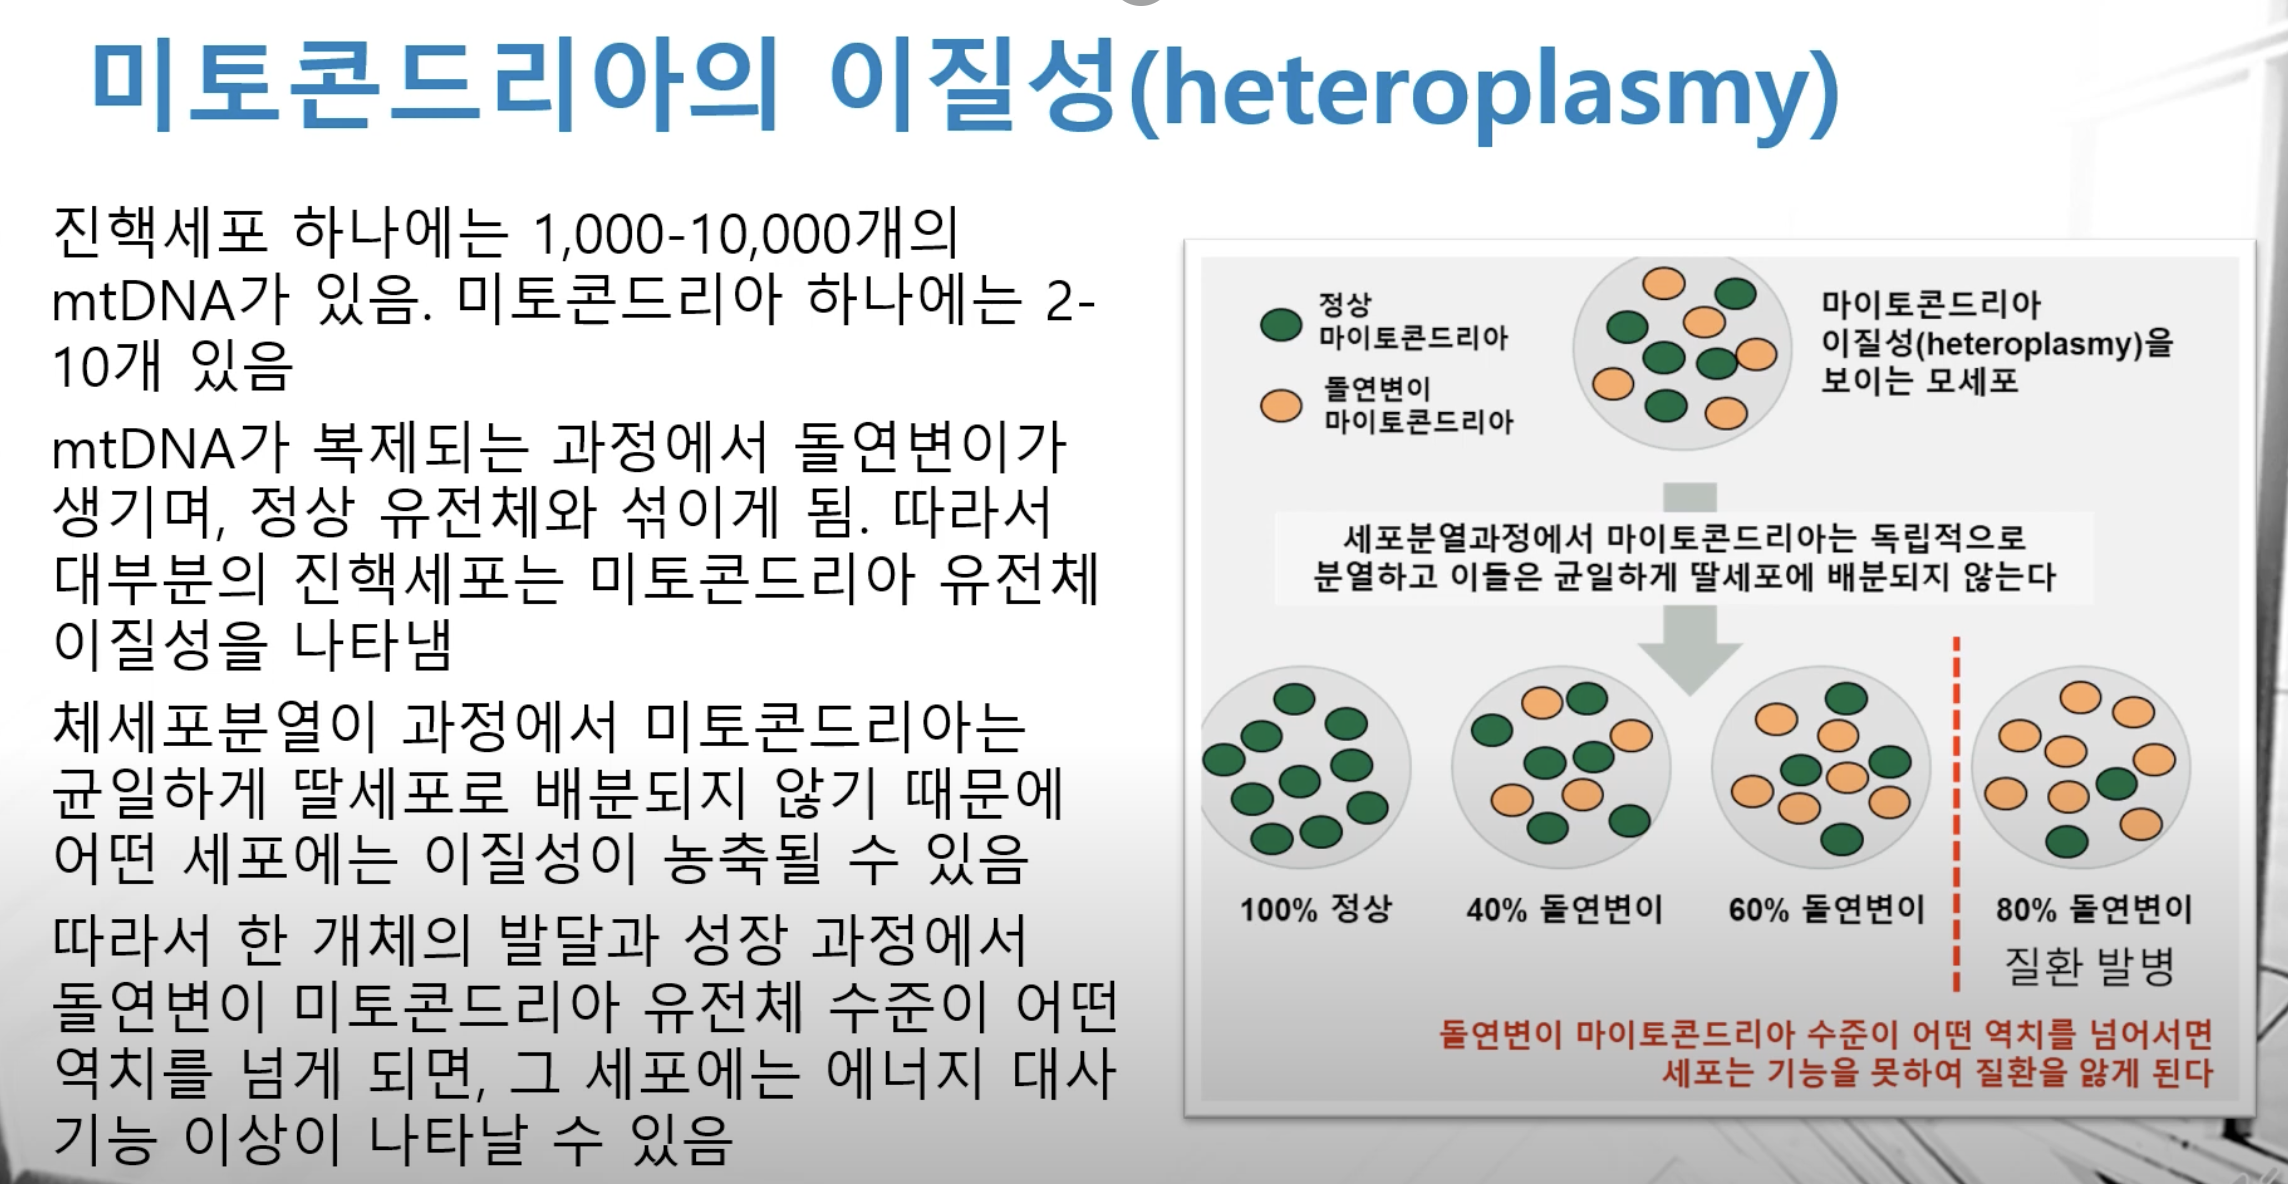 미토콘드리아의 이질성(heteroplasmy)
진핵세포 하나에는 1,000-10,000개의
mtDNA가 있음. 미토콘드리아 하나에는 2-
10개 있음
mtDNA가 복제되는 과정에서 돌연변이가
생기며, 정상 유전체와 섞이게 됨. 따라서
대부분의 진핵세포는 미토콘드리아 유전체
이질성을 나타냄
체세포분열이 과정에서 미토콘드리아는
균일하게 딸세포로 배분되지 않기 때문에
어떤 세포에는 이질성이 농축될 수 있음
따라서 한 개체의 발달과 성장 과정에서
돌연변이 미토콘드리아 유전체 수준이 어떤
역치를 넘게 되면, 그 세포에는 에너지 대사
기능 이상이 나타날 수 있음
정상
마이토콘드리아
돌연변이
마이토콘드리아
마이토콘드리아
이질성(heteroplasmy)을
보이는 모세포
세포분열과정에서 마이토콘드리아는 독립적으로
분열하고 이들은 균일하게 딸세포에 배분되지 않는다
100% 정상
40% 돌연변이
60% 돌연변이
80% 돌연변이
질환 발병
돌연변이 마이토콘드리아 수준이 어떤 역치를 넘어서면
세포는 기능을 못하여 질환을 앓게 된다